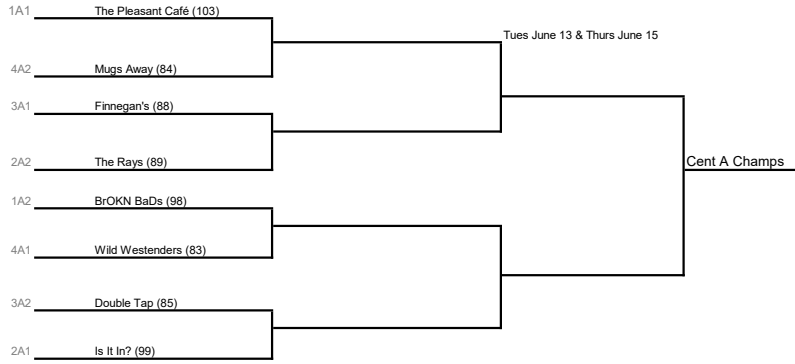 1A1 The Pleasant Café (103)
Tues June 13 & Thurs June 15
4A2 Mugs Away (84)
3A1 Finnegan's (88)
2A2 The Rays (89)
Cent A Champs
1A2 BrOKN BaDs (98)
4A1 Wild Westenders (83)
3A2 Double Tap (85)
2A1 Is It In? (99)